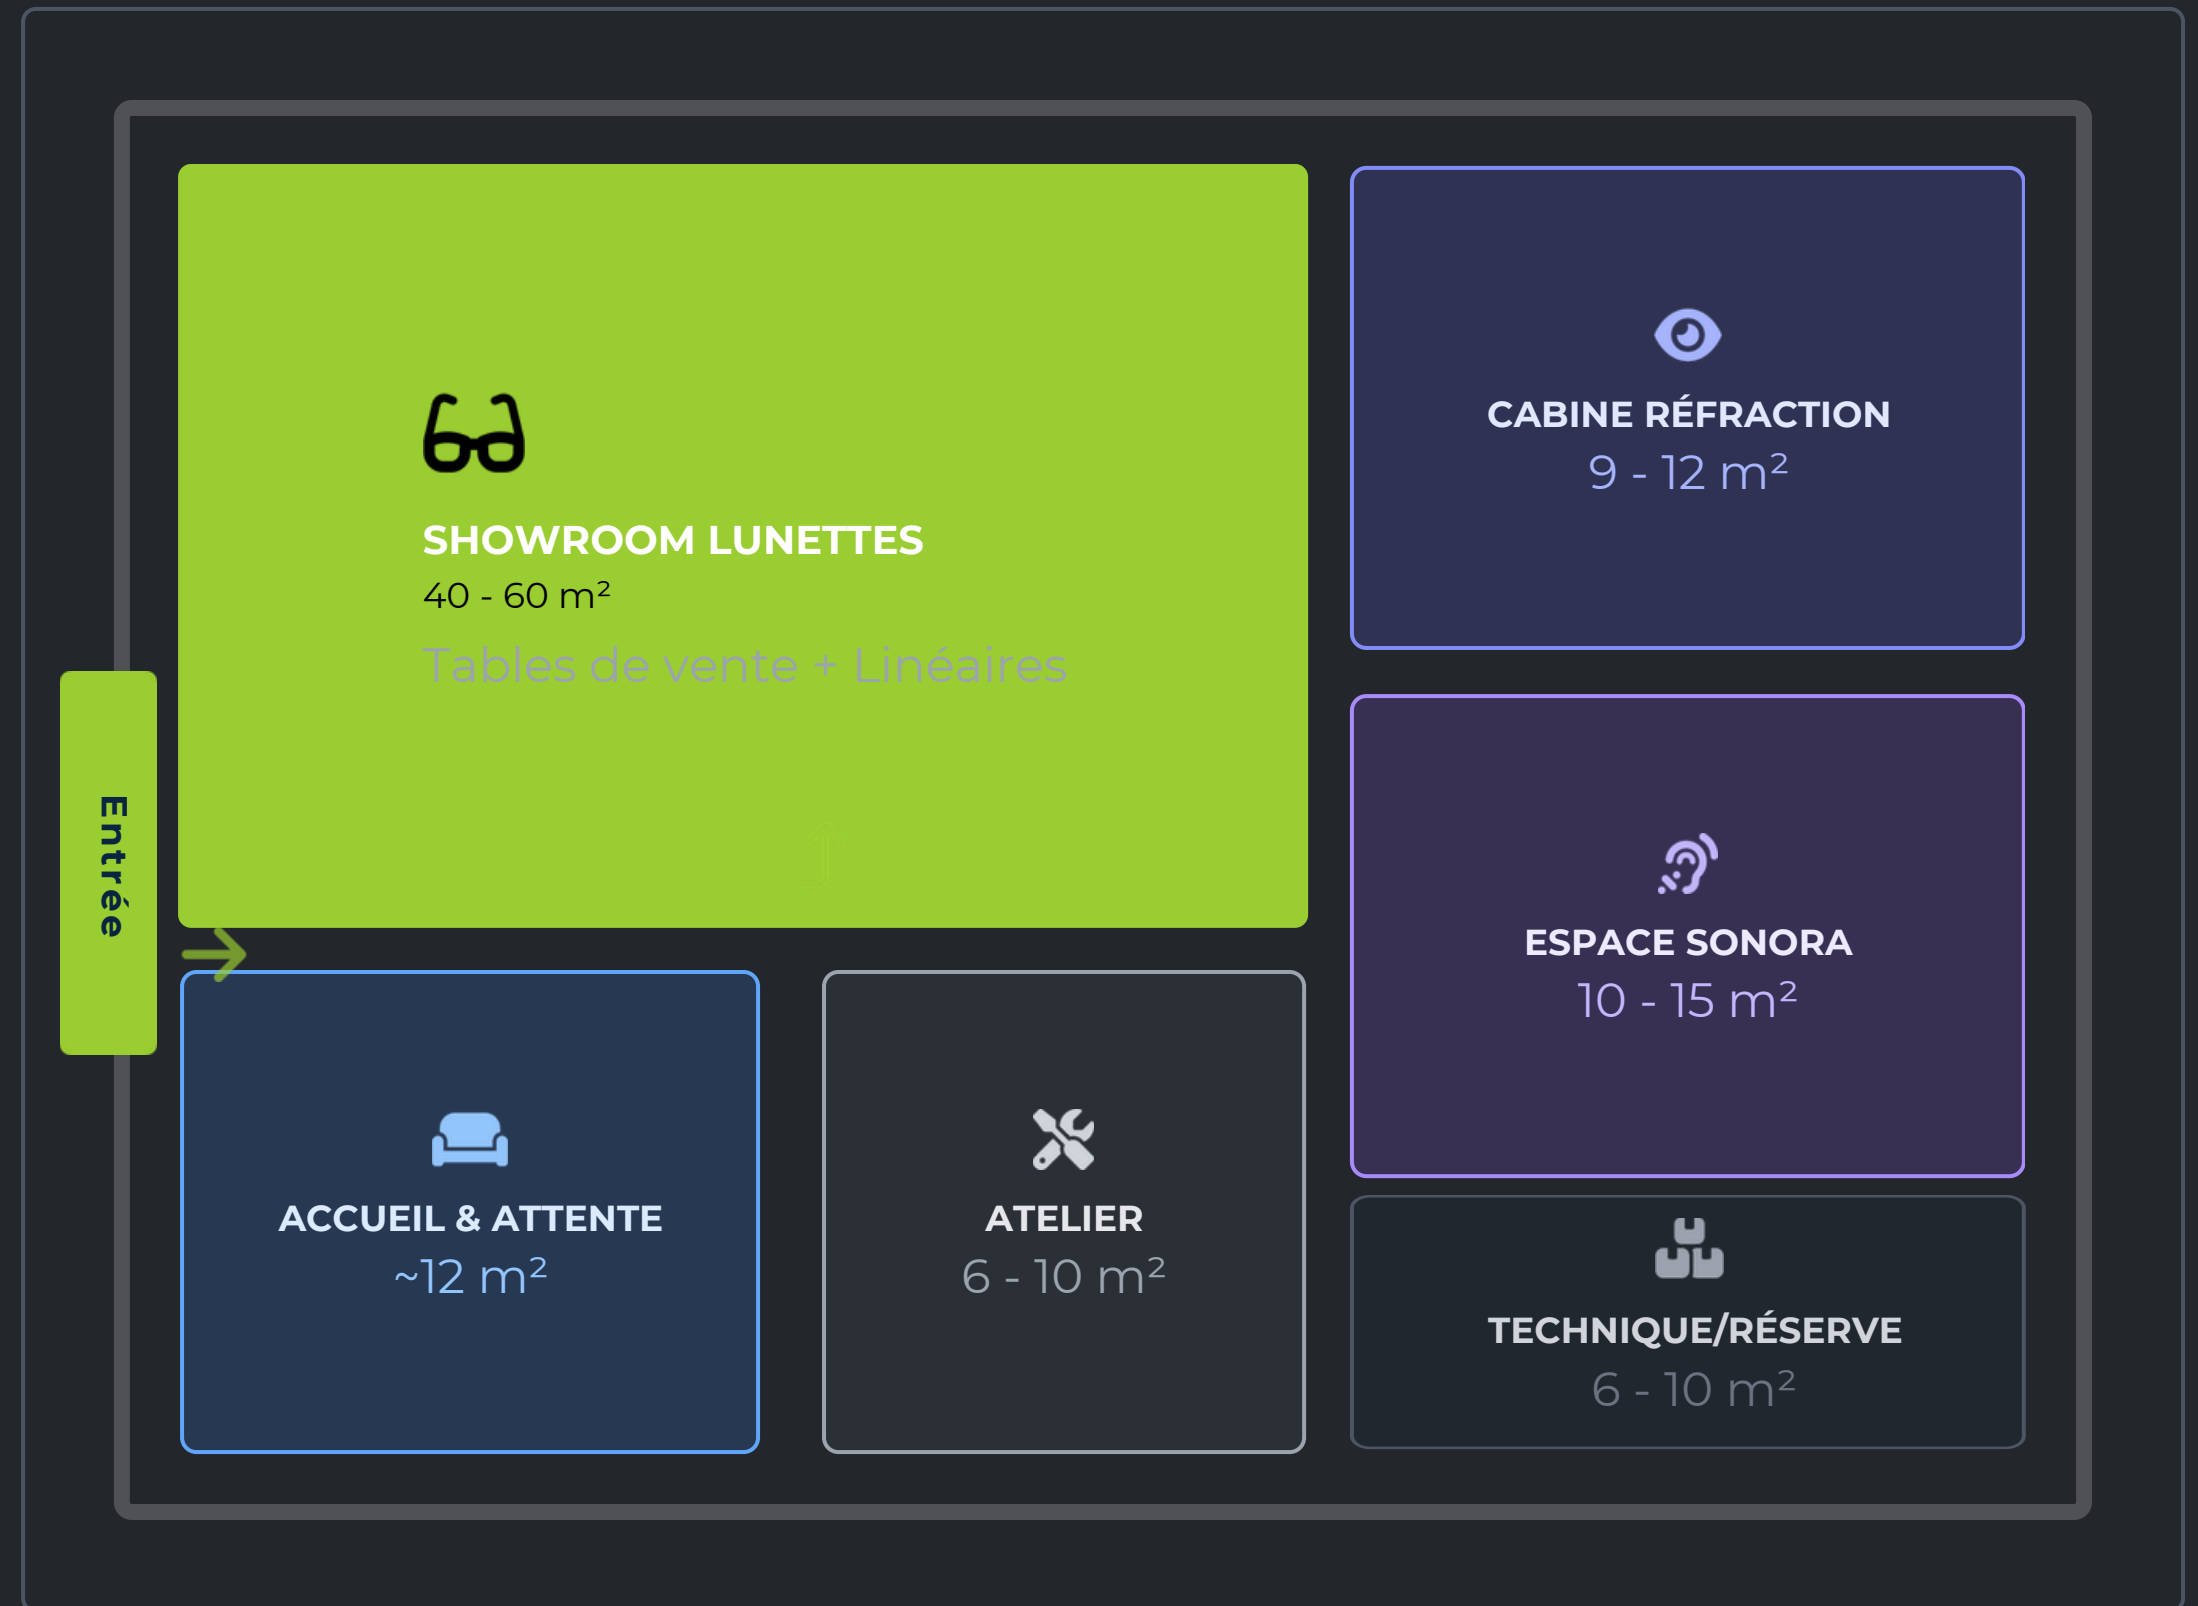 SHOWROOM LUNETTES
40 - 60 m²
Tables de vente + Linéaires
CABINE RÉFRACTION
9 - 12 m²
Entrée
ESPACE SONORA
10 - 15 m²
ACCUEIL & ATTENTE
~12 m²
ATELIER
6 - 10 m²
TECHNIQUE/RÉSERVE
6 - 10 m²